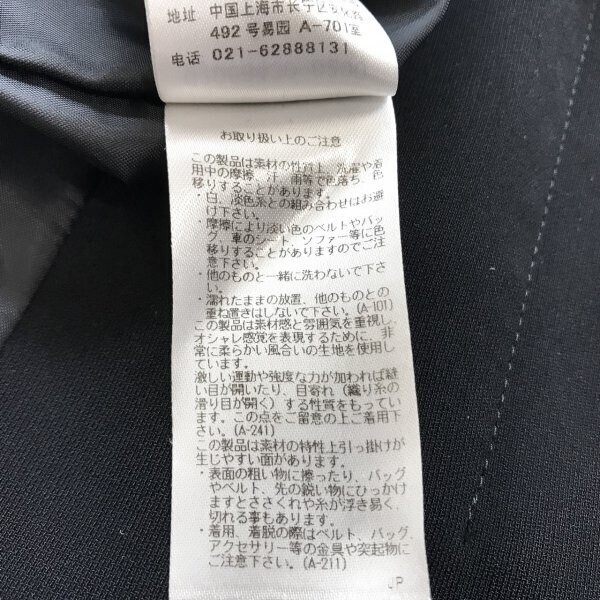 地址 中国上海市长宁区
492 号易园 A-701室
电话 021-62888131
お取り扱い上のご注意
この製品は素材の性質上、洗濯や着
用中の摩擦、汗、雨等で色落ち、色
移りすることがあります。
・白、淡色系との組み合わせはお避
け下さい。
・摩擦により淡い色のベルトやバッ
グ、車のシート、ソファー等に色
移りすることがありますのでご注
意下さい。
・他のものと一緒に洗わないで下さ
い。
・濡れたままの放置、他のものとの
重ね置きはしないで下さい。(A-101)
この製品は素材感と雰囲気を重視し、
オシャレ感覚を表現するために、非
常に柔らかい風合いの生地を使用し
ています。
激しい運動や強度な力が加われば縫
い目が開いたり、目寄れ（織り糸の
滑り目が開く）する性質をもってい
ます。この点をご留意の上ご着用下
さい。(A-241)
この製品は素材の特性上引っ掛けが
生じやすい面があります。
・表面の粗い物に擦ったり、バッグ
やベルト、先の鋭い物にひっかけ
ますとささくれや糸が浮き易く、
切れる事もあります。
・着用、着脱の際はベルト、バッグ、
アクセサリー等の金具や突起物に
ご注意下さい。(A-211)
JP